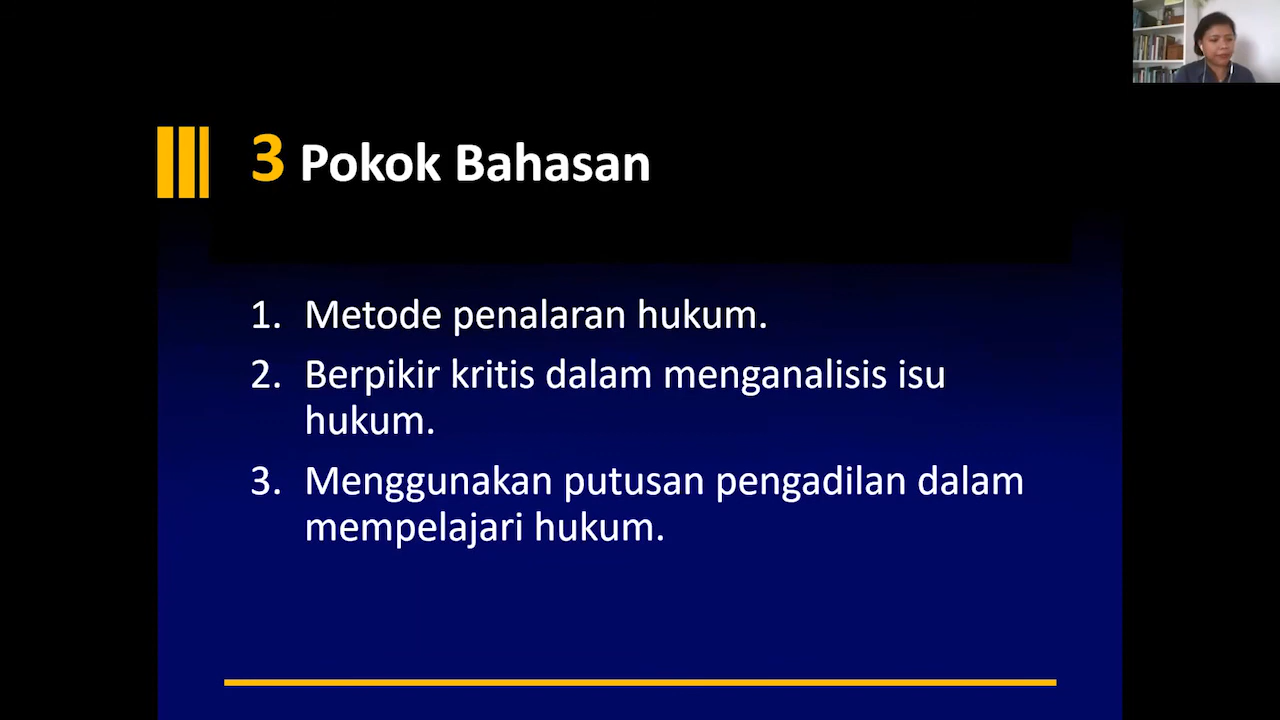 3 Pokok Bahasan
1. Metode penalaran hukum.
2. Berpikir kritis dalam menganalisis isu
hukum.
3. Menggunakan putusan pengadilan dalam
mempelajari hukum.